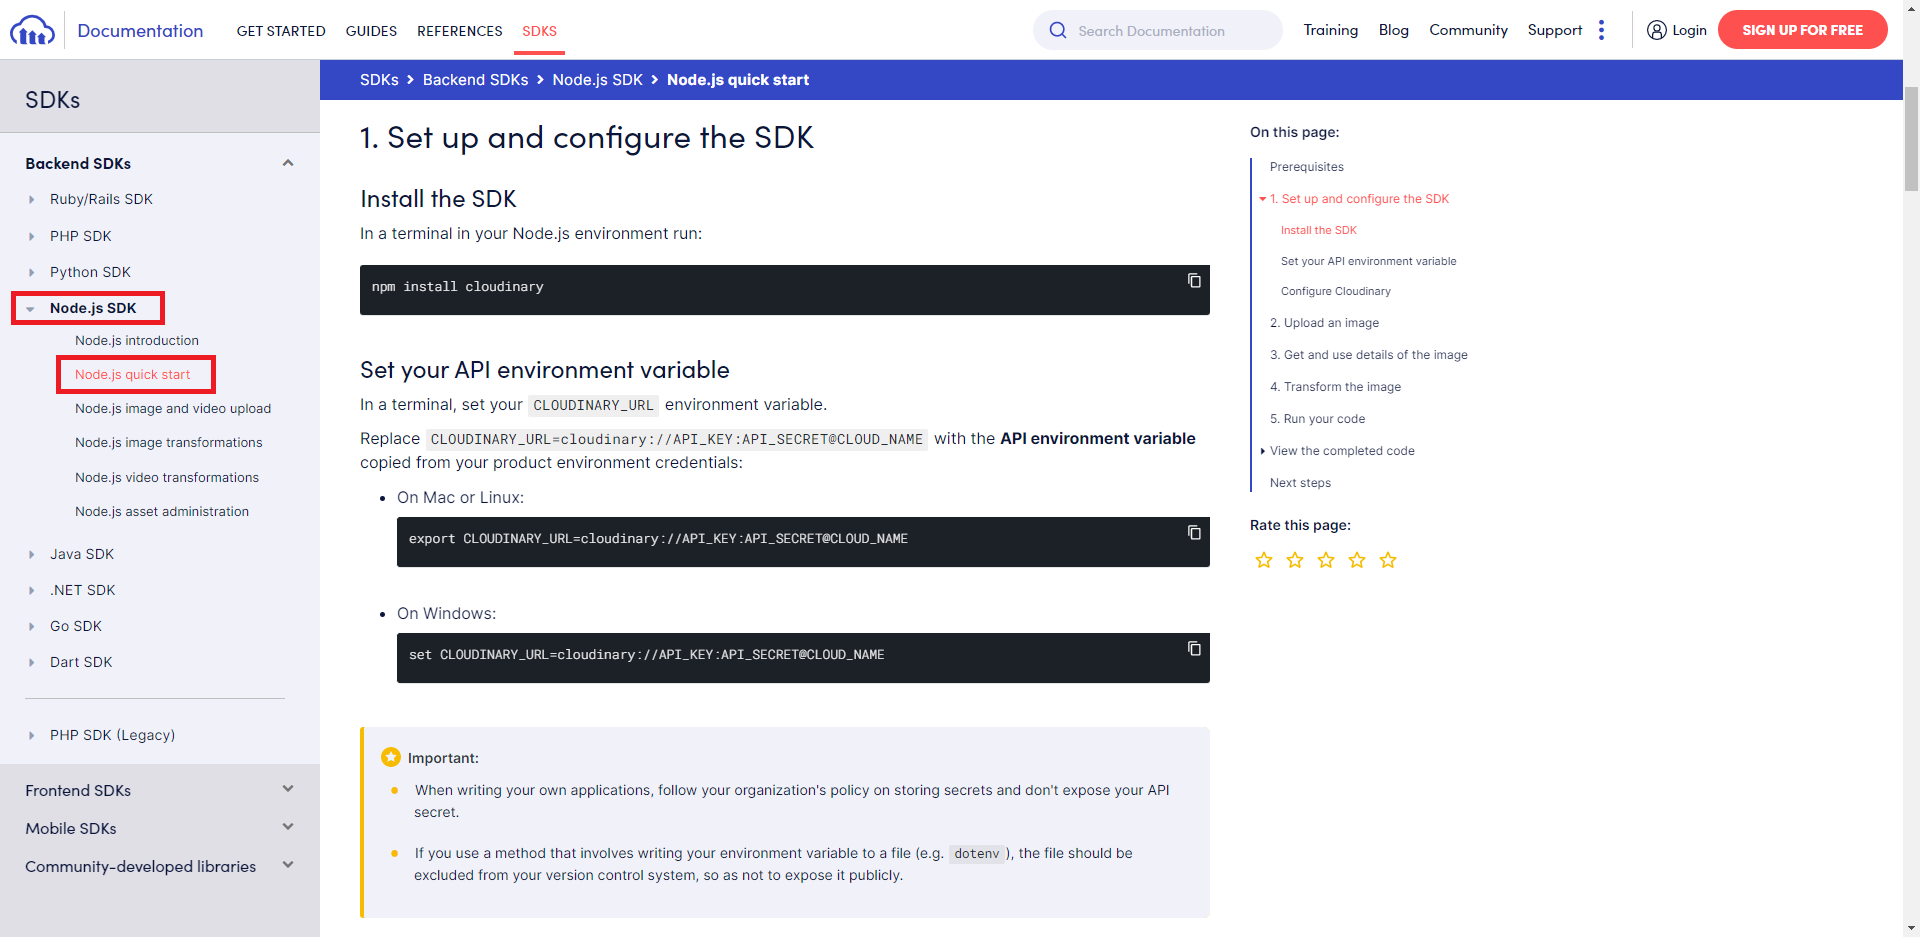 Documentation
GET STARTED
GUIDES
REFERENCES
SDKS
Search Documentation
Training
Blog
Community
Support
Login
SIGN UP FOR FREE
SDKs
Backend SDKs
Ruby/Rails SDK
PHP SDK
Python SDK
Node.js SDK
Node.js introduction
Node.js quick start
Node.js image and video upload
Node.js image transformations
Node.js video transformations
Node.js asset administration
Java SDK
.NET SDK
Go SDK
Dart SDK
PHP SDK (Legacy)
Frontend SDKs
Mobile SDKs
Community-developed libraries
SDKs > Backend SDKs > Node.js SDK > Node.js quick start
1. Set up and configure the SDK
Install the SDK
In a terminal in your Node.js environment run:
npm install cloudinary
Set your API environment variable
In a terminal, set your CLOUDINARY_URL environment variable.
Replace CLOUDINARY_URL=cloudinary://API_KEY:API_SECRET@CLOUD_NAME with the API environment variable
copied from your product environment credentials:
• On Mac or Linux:
export CLOUDINARY_URL=cloudinary://API_KEY:API_SECRET@CLOUD_NAME
• On Windows:
set CLOUDINARY_URL=cloudinary://API_KEY:API_SECRET@CLOUD_NAME
Important:
• When writing your own applications, follow your organization's policy on storing secrets and don't expose your API
secret.
• If you use a method that involves writing your environment variable to a file (e.g. dotenv), the file should be
excluded from your version control system, so as not to expose it publicly.
On this page:
Prerequisites
1. Set up and configure the SDK
Install the SDK
Set your API environment variable
Configure Cloudinary
2. Upload an image
3. Get and use details of the image
4. Transform the image
5. Run your code
View the completed code
Next steps
Rate this page: